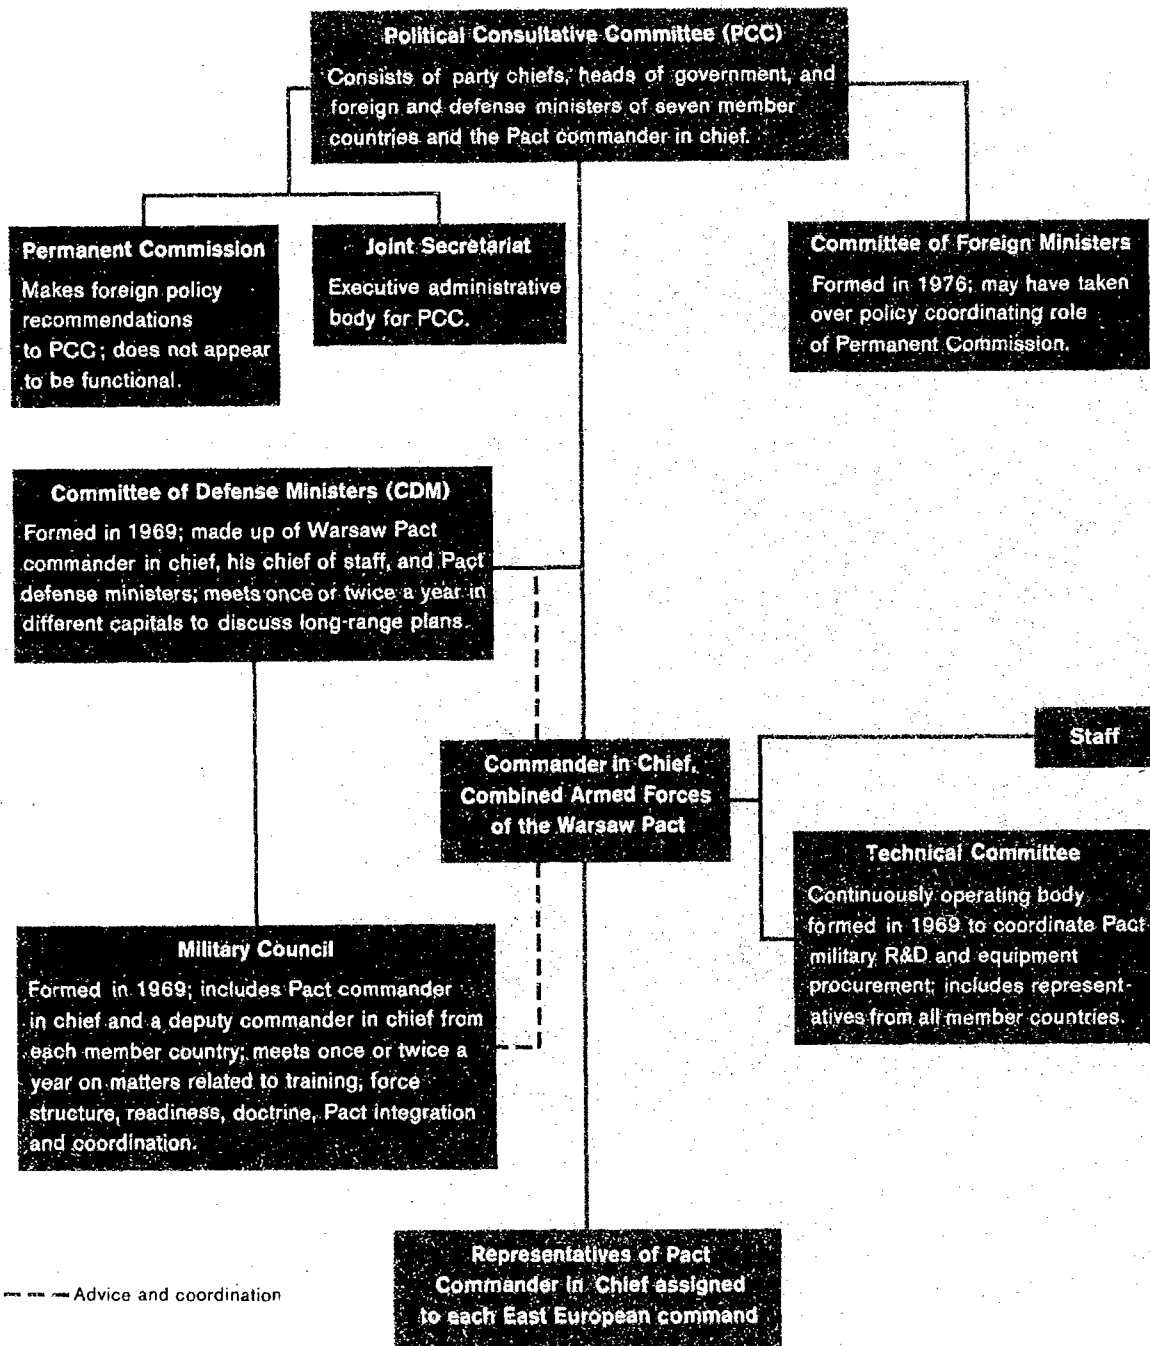 Political Consultative Committee (PCC)
Consists of party chiefs, heads of government, and
foreign and defense ministers of seven member
countries and the Pact commander in chief.
Permanent Commission
Makes foreign policy
recommendations
to PCC; does not appear
to be functional.
Joint Secretariat
Executive administrative
body for PCC.
Committee of Foreign Ministers
Formed in 1976; may have taken
over policy coordinating role
of Permanent Commission.
Committee of Defense Ministers (CDM)
Formed in 1969; made up of Warsaw Pact
commander in chief, his chief of staff, and Pact
defense ministers; meets once or twice a year in
different capitals to discuss long-range plans.
Commander in Chief,
Combined Armed Forces
of the Warsaw Pact
Staff
Technical Committee
Continuously operating body
formed in 1969 to coordinate Pact
military R&D and equipment
procurement; includes represent-
atives from all member countries.
Military Council
Formed in 1969; includes Pact commander
in chief and a deputy commander in chief from
each member country; meets once or twice a
year on matters related to training, force
structure, readiness, doctrine, Pact integration
and coordination.
Representatives of Pact
Commander in Chief assigned
to each East European command
Advice and coordination